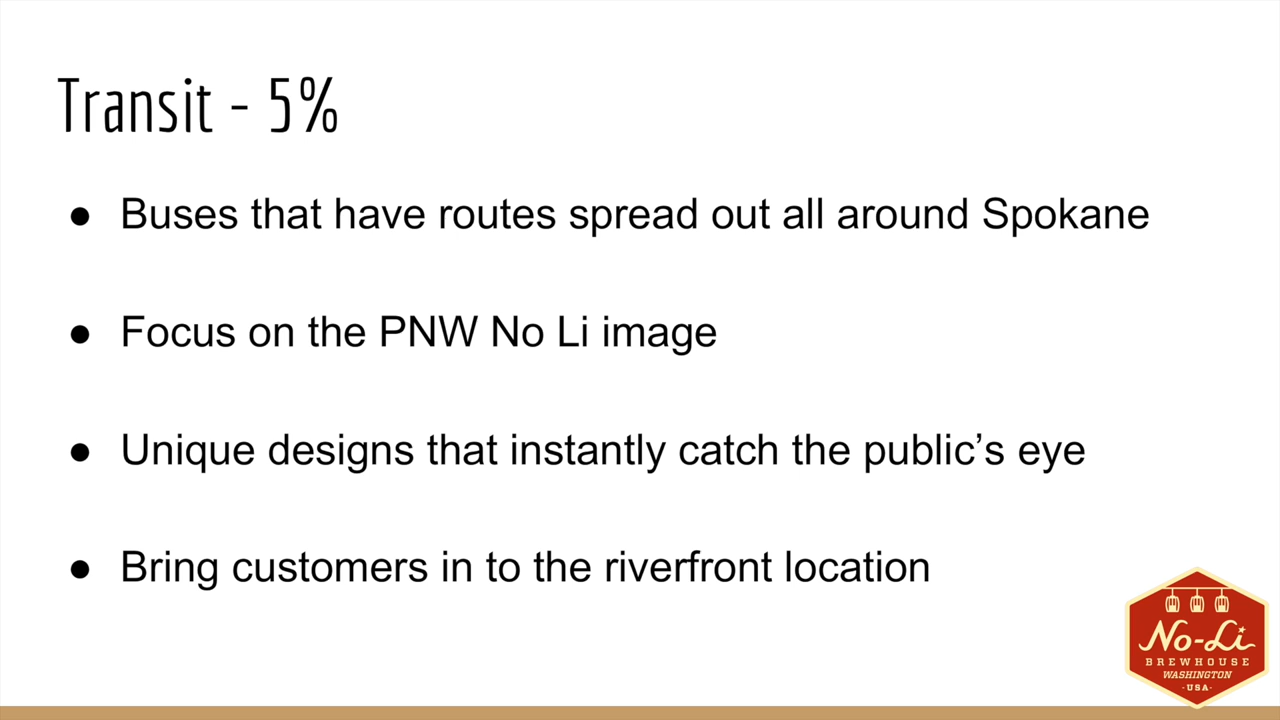 Transit - 5%
● Buses that have routes spread out all around Spokane
● Focus on the PNW No Li image
● Unique designs that instantly catch the public’s eye
● Bring customers in to the riverfront location
No-Li
BREWHOUSE
WASHINGTON
-USA-